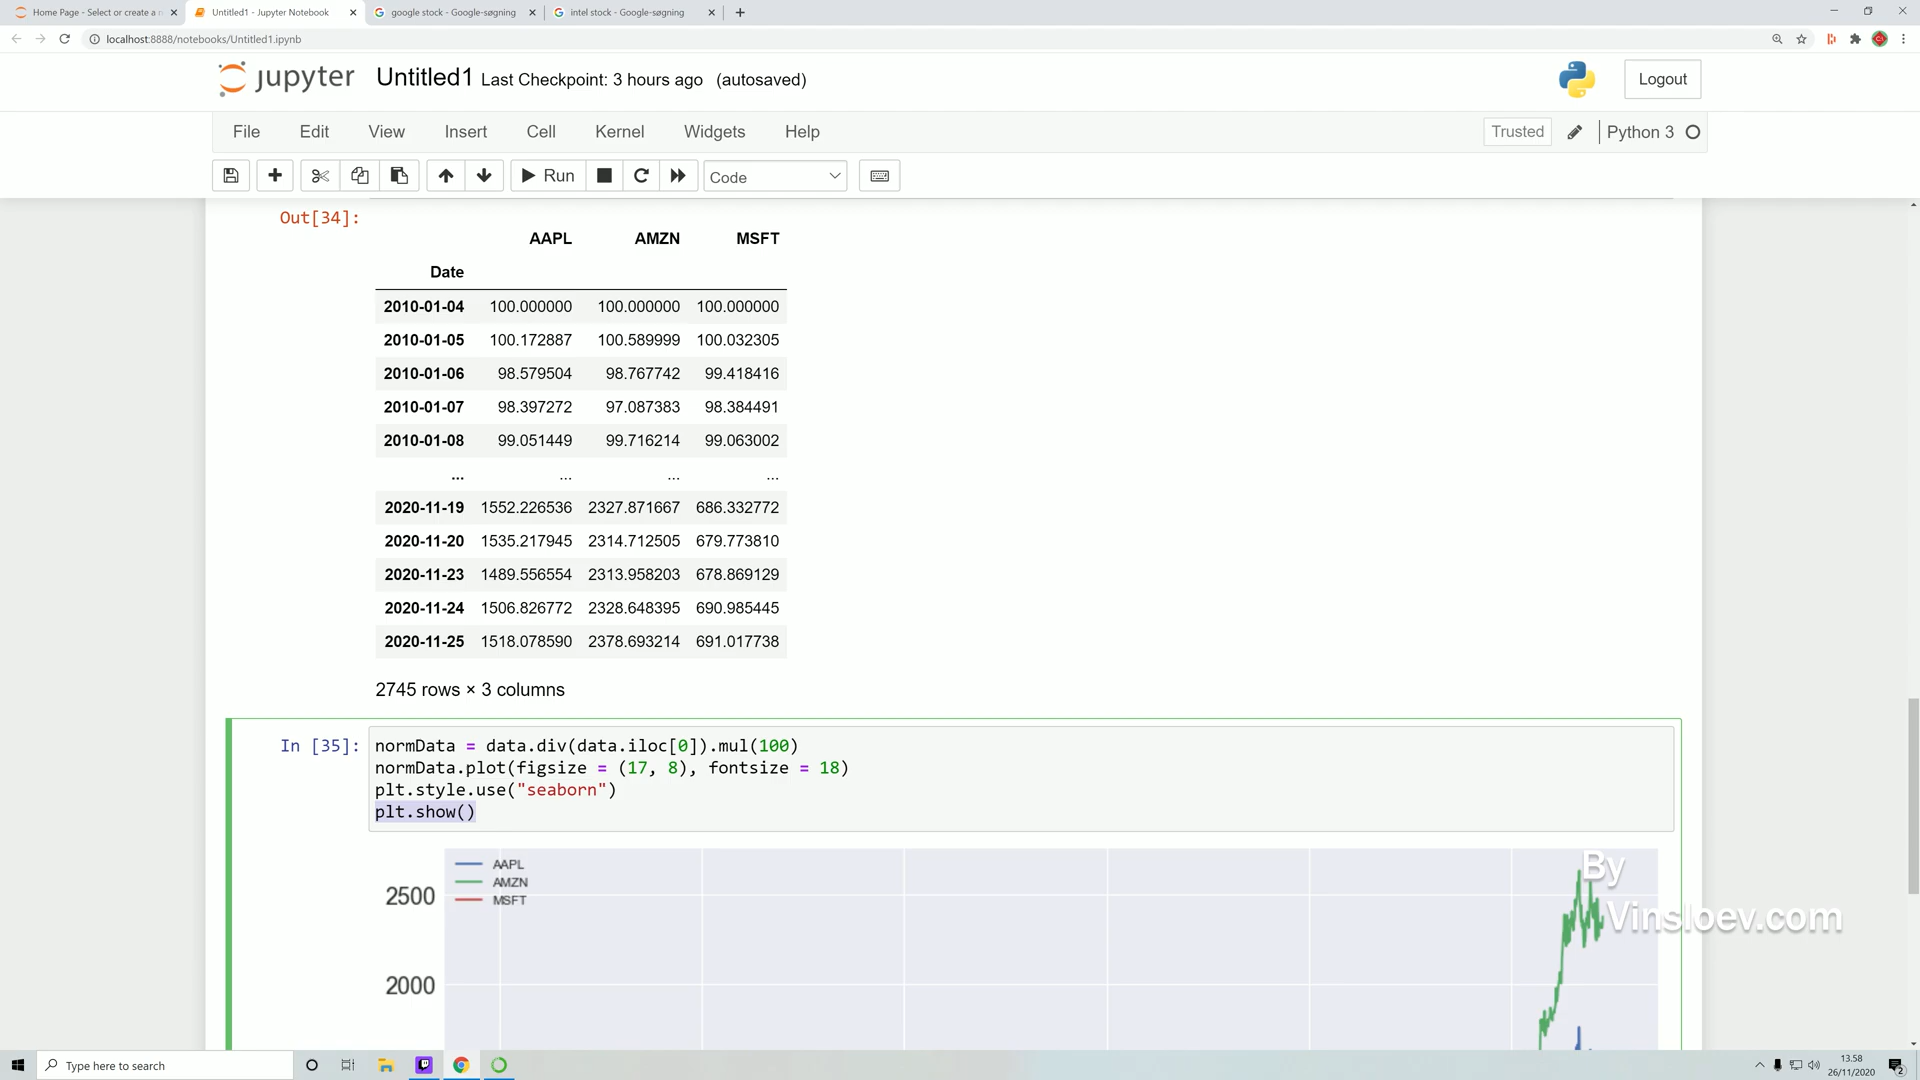 Home Page - Select or create a n
Untitled1 - Jupyter Notebook
google stock - Google-søgning
intel stock - Google-søgning
localhost:8888/notebooks/Untitled1.ipynb
jupyter Untitled1 Last Checkpoint: 3 hours ago (autosaved)
Logout
File Edit View Insert Cell Kernel Widgets Help
Trusted
Python 3
Run
Code
Out[34]:
AAPL AMZN MSFT
Date
2010-01-04 100.000000 100.000000 100.000000
2010-01-05 100.172887 100.589999 100.032305
2010-01-06 98.579504 98.767742 99.418416
2010-01-07 98.397272 97.087383 98.384491
2010-01-08 99.051449 99.716214 99.063002
... ... ... ...
2020-11-19 1552.226536 2327.871667 686.332772
2020-11-20 1535.217945 2314.712505 679.773810
2020-11-23 1489.556554 2313.958203 678.869129
2020-11-24 1506.826772 2328.648395 690.985445
2020-11-25 1518.078590 2378.693214 691.017738
2745 rows × 3 columns
In [35]:
normData = data.div(data.iloc[0]).mul(100)
normData.plot(figsize = (17, 8), fontsize = 18)
plt.style.use("seaborn")
plt.show()
AAPL
AMZN
MSFT
2500
2000
By
Vinsloev.com
Type here to search
13.58
26/11/2020
2